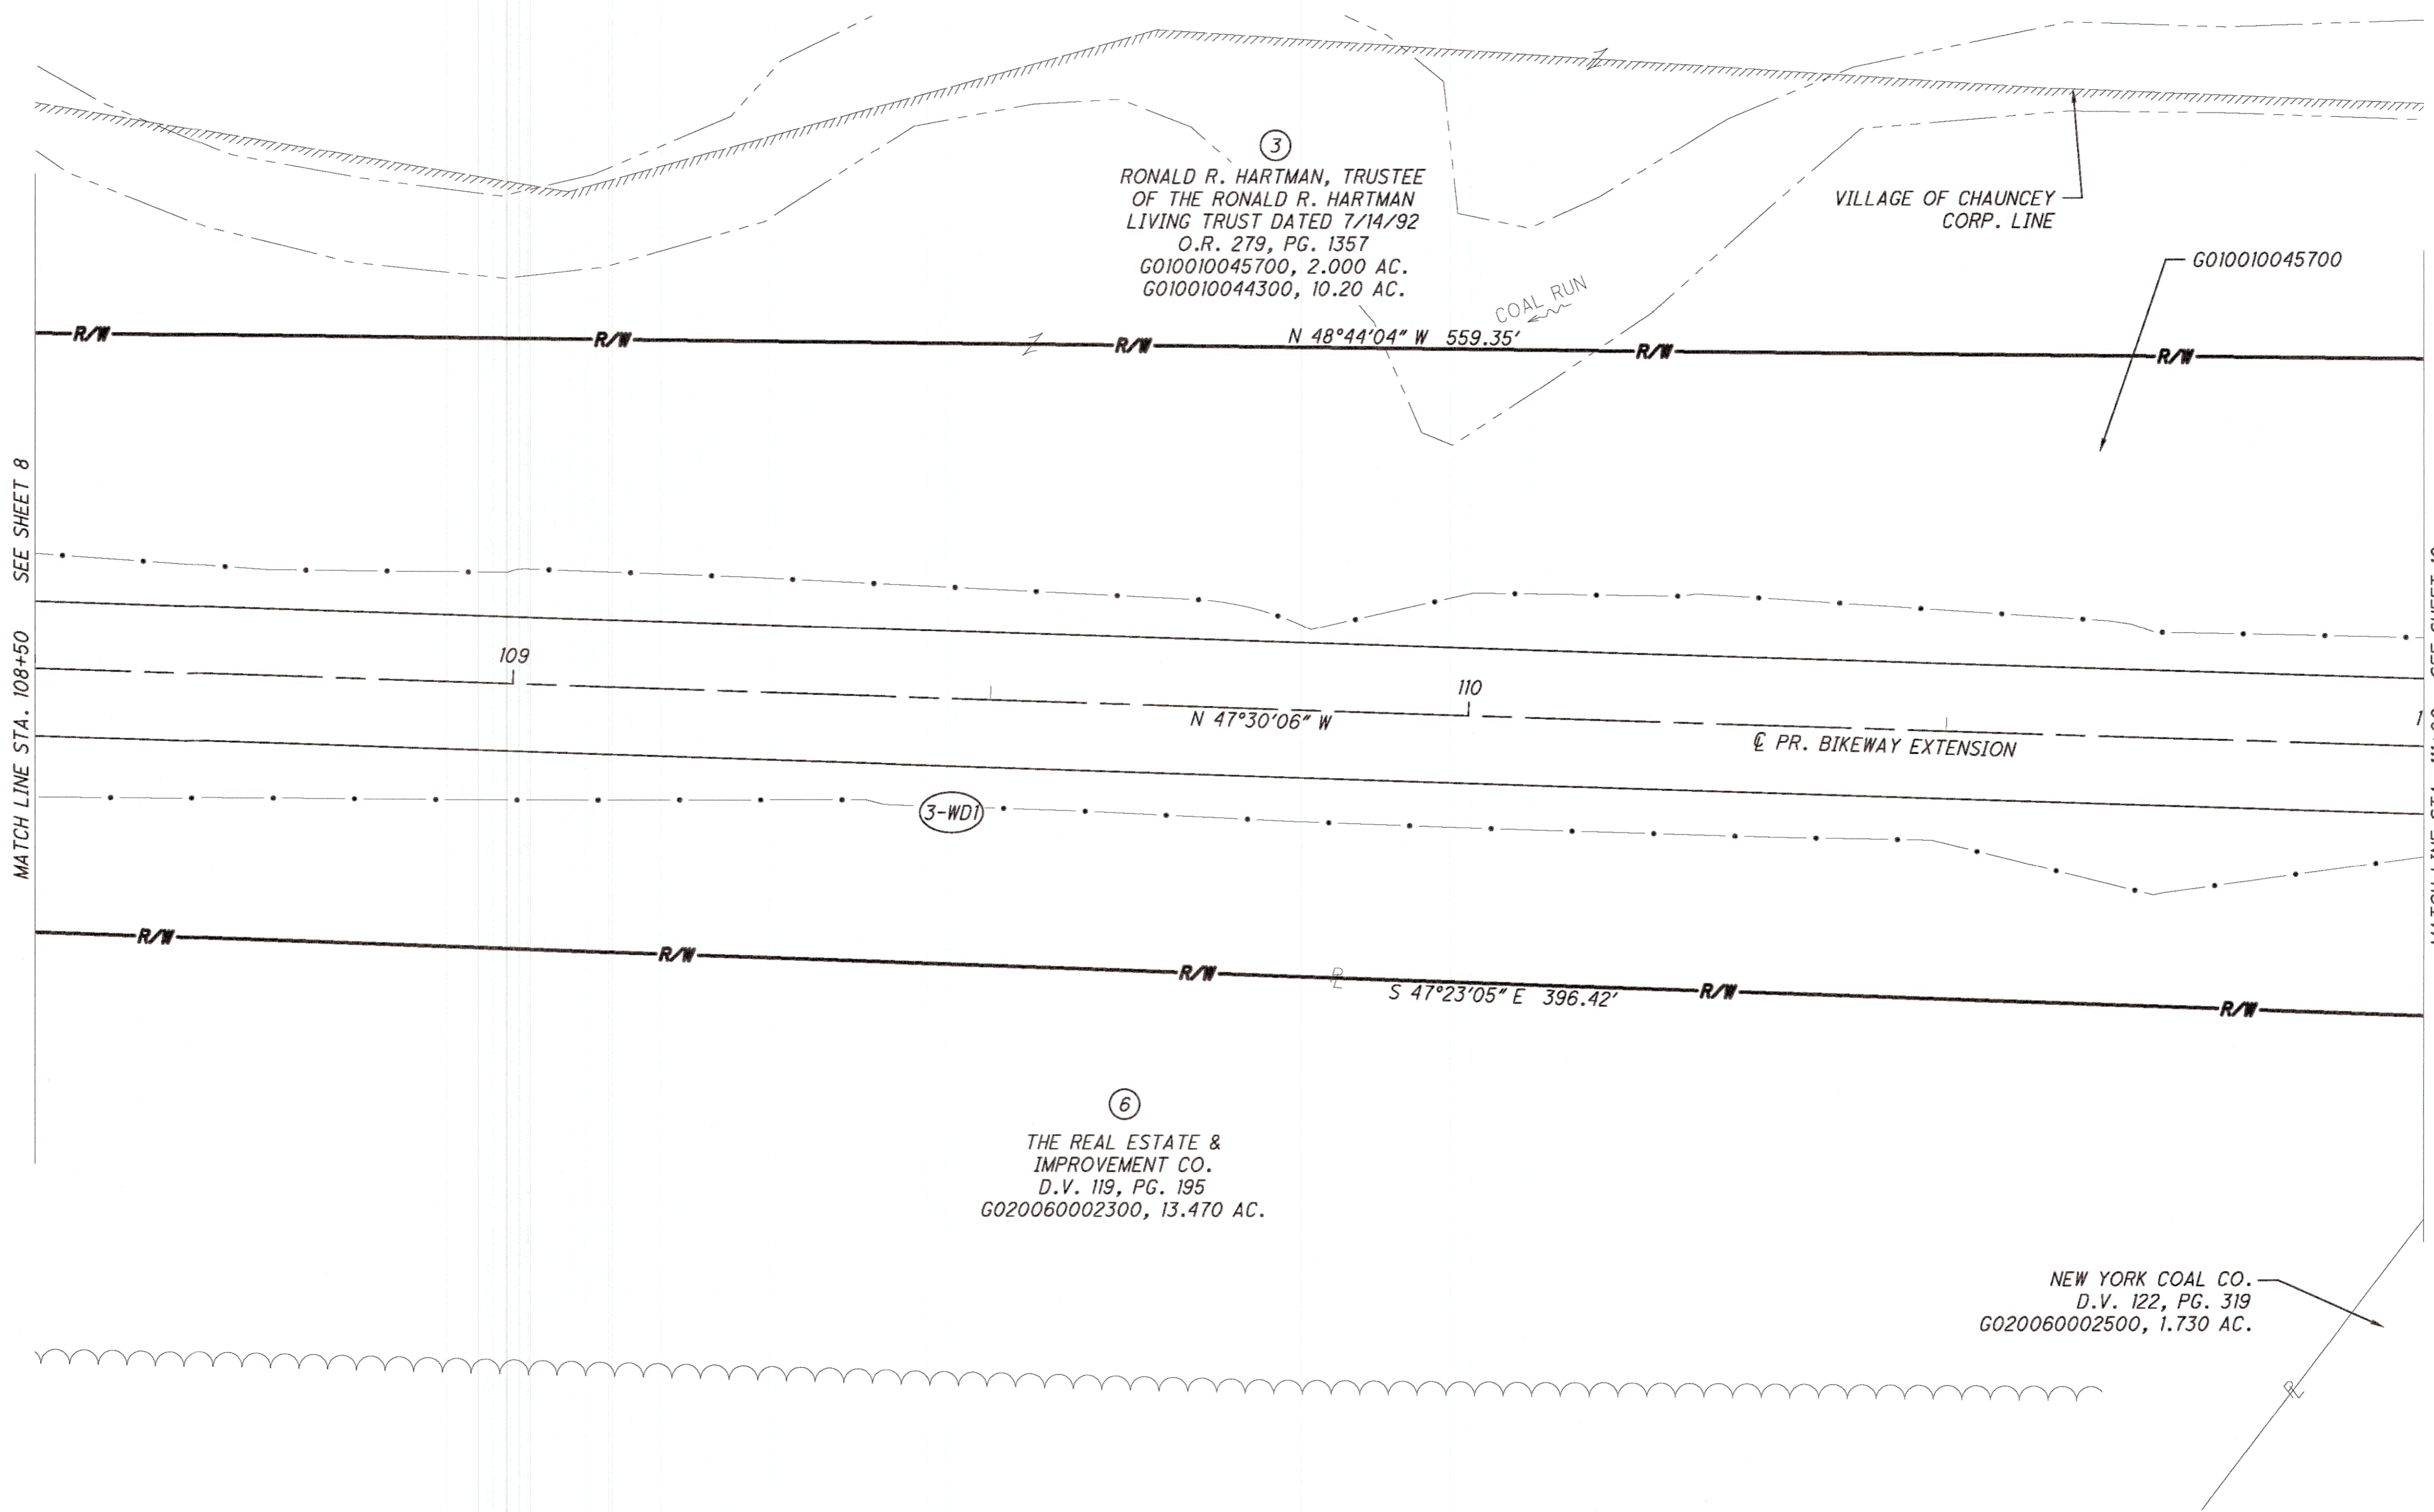 3
RONALD R. HARTMAN, TRUSTEE
OF THE RONALD R. HARTMAN
LIVING TRUST DATED 7/14/92
O.R. 279, PG. 1357
G010010045700, 2.000 AC.
G010010044300, 10.20 AC.
VILLAGE OF CHAUNCEY
CORP. LINE
G010010045700
COAL RUN
N 48°44'04" W 559.35'
R/W R/W R/W R/W R/W
MATCH LINE STA. 108+50 SEE SHEET 8
109
110
N 47°30'06" W
℄ PR. BIKEWAY EXTENSION
3-WD1
R/W R/W R/W R/W R/W
S 47°23'05" E 396.42'
6
THE REAL ESTATE &
IMPROVEMENT CO.
D.V. 119, PG. 195
G020060002300, 13.470 AC.
NEW YORK COAL CO.
D.V. 122, PG. 319
G020060002500, 1.730 AC.